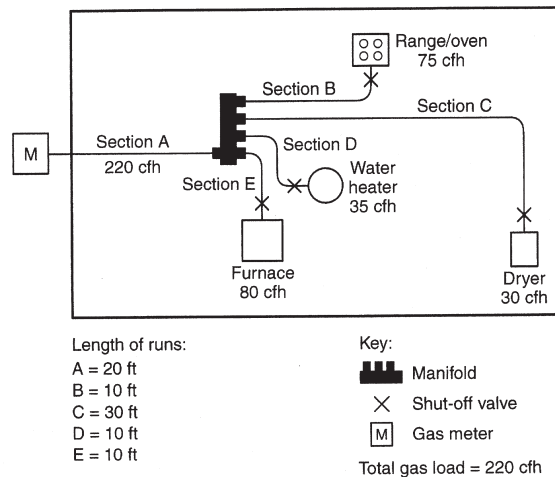 Range/oven
75 cfh
Section B
Section C
Section A
M
220 cfh
Section D
Section E
Water
heater
35 cfh
Furnace
80 cfh
Dryer
30 cfh
Length of runs:
A = 20 ft
B = 10 ft
C = 30 ft
D = 10 ft
E = 10 ft
Key:
Manifold
Shut-off valve
M Gas meter
Total gas load = 220 cfh